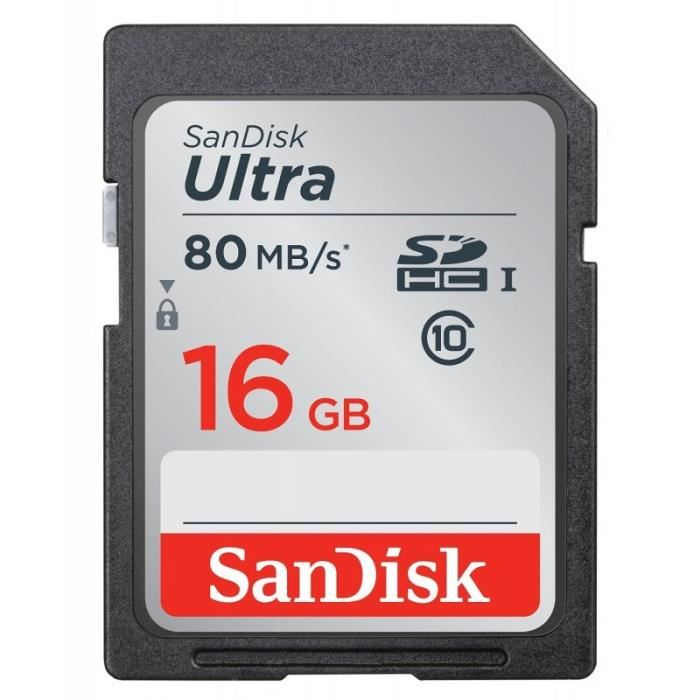 SanDisk
Ultra
80 MB/s*
SD
HC I
10
16 GB
SanDisk